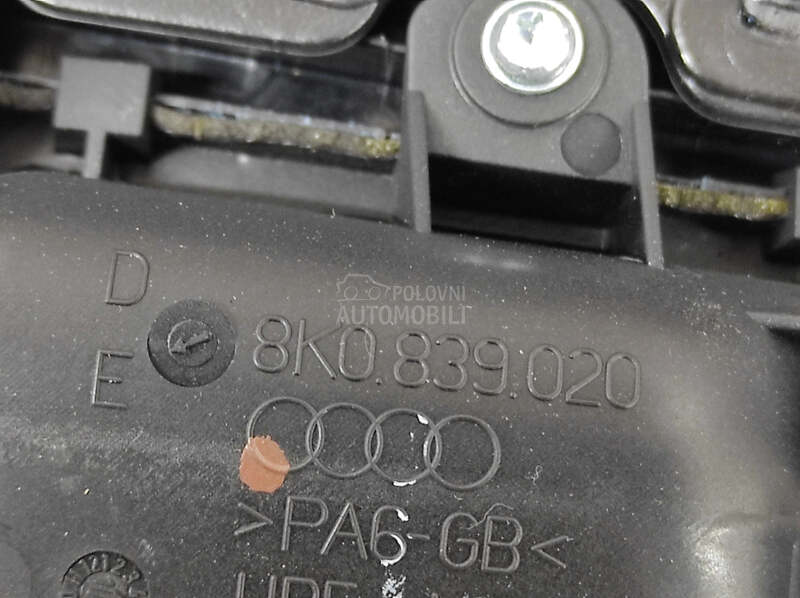 POLOVNI
AUTOMOBILI
D
E
8K0.839.020
>PA6-GB<